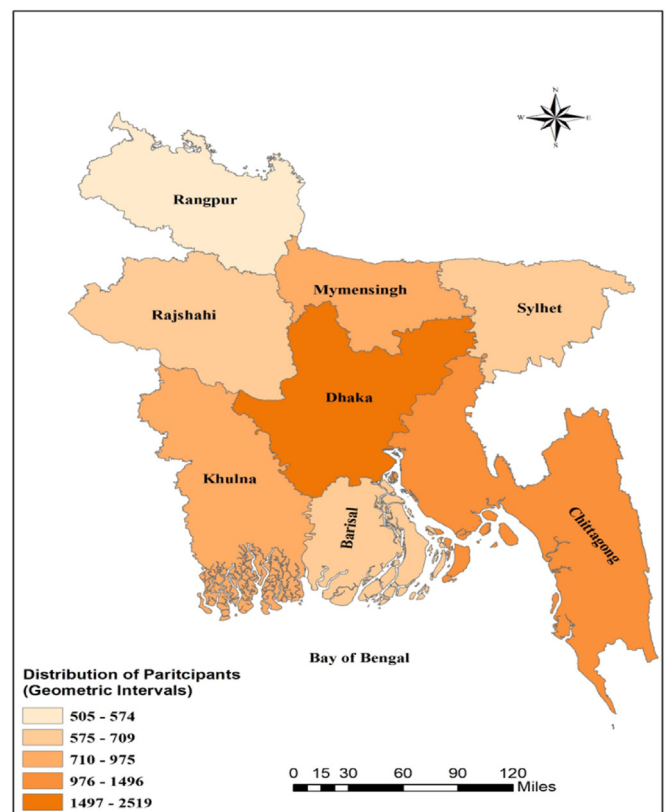 N
W E
S
Rangpur
Mymensingh
Rajshahi
Sylhet
Dhaka
Khulna
Barisal
Chittagong
Bay of Bengal
Distribution of Paritcipants
(Geometric Intervals)
505 - 574
575 - 709
710 - 975
976 - 1496
1497 - 2519
0 15 30 60 90 120
Miles
1